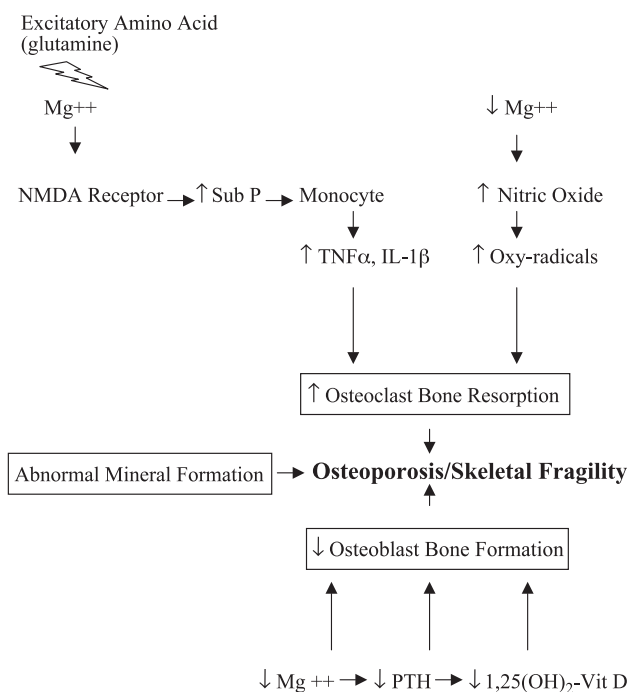 Excitatory Amino Acid
(glutamine)
Mg++
↓ Mg++
NMDA Receptor → ↑ Sub P → Monocyte
↑ Nitric Oxide
↑ TNFα, IL-1β
↑ Oxy-radicals
↑ Osteoclast Bone Resorption
Abnormal Mineral Formation → Osteoporosis/Skeletal Fragility
↓ Osteoblast Bone Formation
↓ Mg ++ → ↓ PTH → ↓ 1,25(OH)₂-Vit D